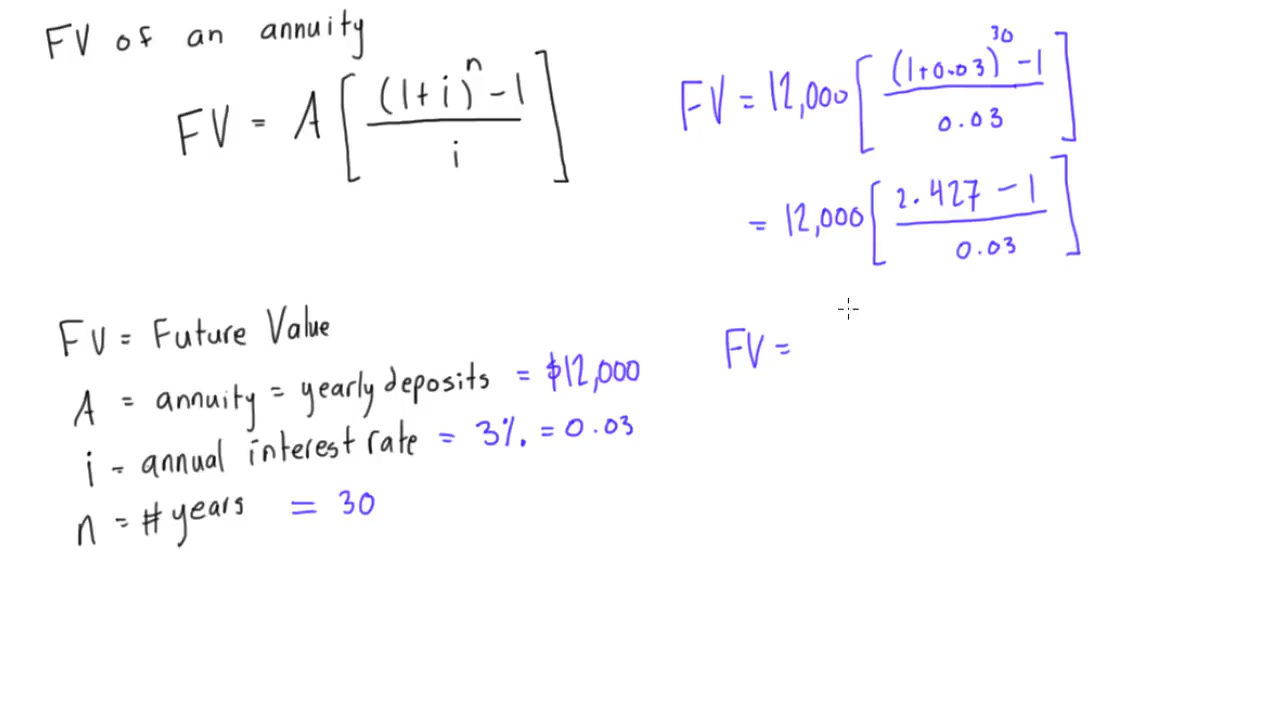 FV of an annuity
FV = A [ (1+i)^n - 1 / i ]
FV = Future Value
A = annuity = yearly deposits = $12,000
i = annual interest rate = 3% = 0.03
n = # years = 30
FV = 12,000 [ (1+0.03)^30 - 1 / 0.03 ]
= 12,000 [ 2.427 - 1 / 0.03 ]
FV =